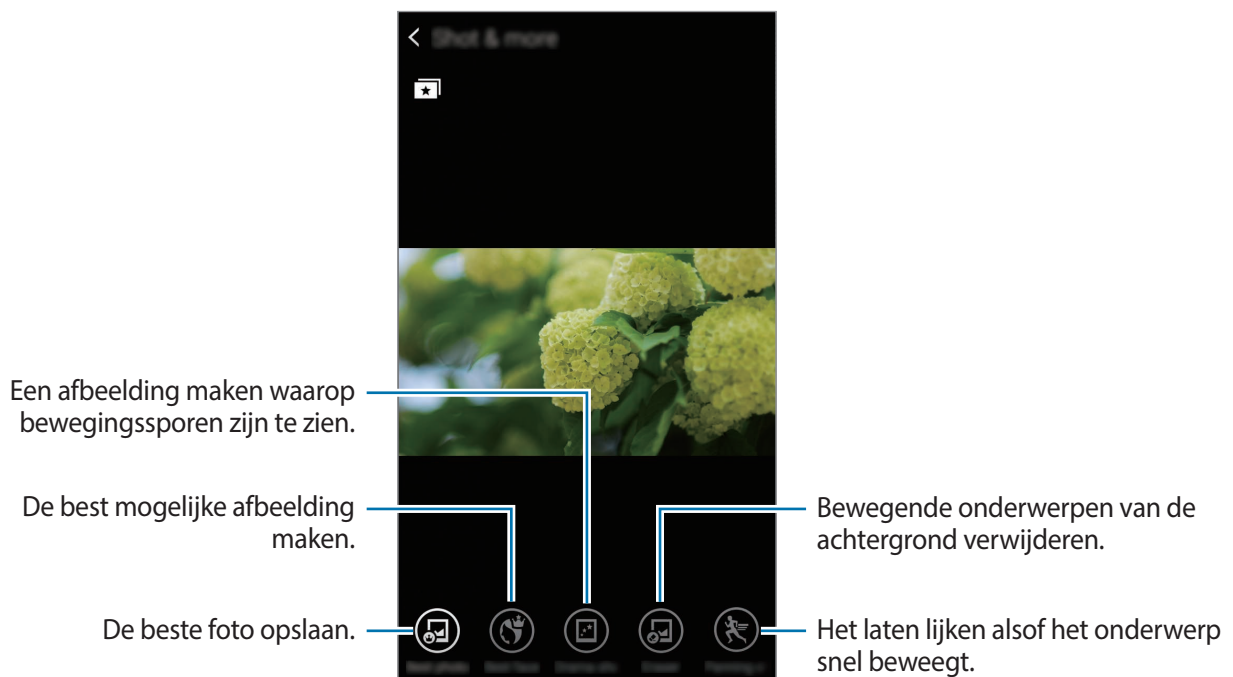 Shot & more
Een afbeelding maken waarop
bewegingssporen zijn te zien.
De best mogelijke afbeelding
maken.
De beste foto opslaan.
Bewegende onderwerpen van de
achtergrond verwijderen.
Het laten lijken alsof het onderwerp
snel beweegt.